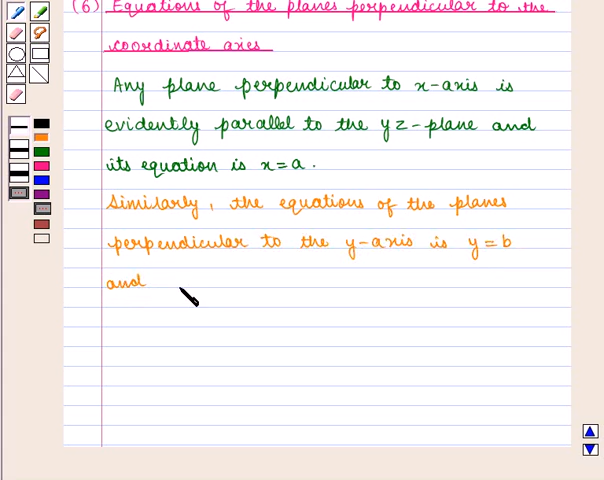 (6) Equations of the planes perpendicular to the
coordinate axes
Any plane perpendicular to x-axis is
evidently parallel to the yz-plane and
its equation is x=a.
Similarly, the equations of the planes
perpendicular to the y-axis is y=b
and